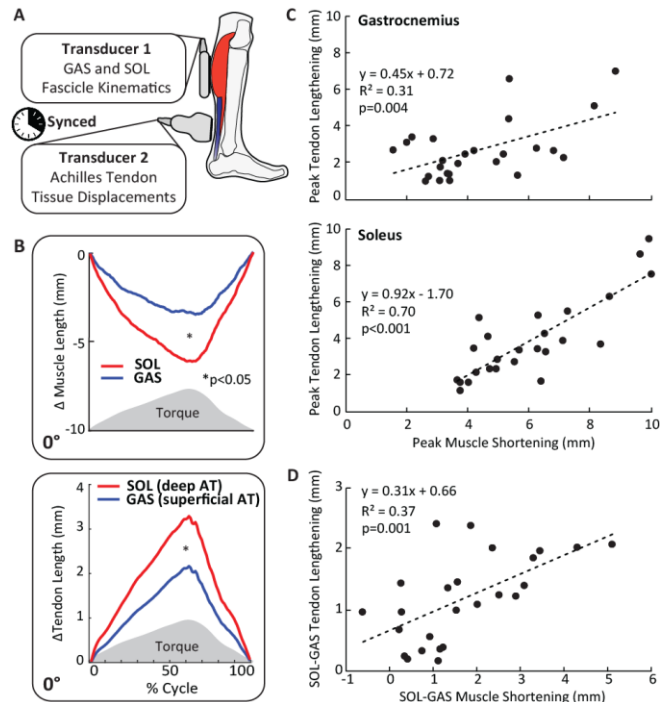 A
Transducer 1
GAS and SOL
Fascicle Kinematics
Synced
Transducer 2
Achilles Tendon
Tissue Displacements
B
Δ Muscle Length (mm)
0
-5
-10
*
SOL
GAS
*p<0.05
Torque
0°
ΔTendon Length (mm)
4
3
2
1
0
SOL (deep AT)
GAS (superficial AT)
*
Torque
0 50 100
0°
% Cycle
C
Gastrocnemius
Peak Tendon Lengthening (mm)
10
8
6
4
2
0
y = 0.45x + 0.72
R² = 0.31
p=0.004
0 2 4 6 8 10
Soleus
Peak Tendon Lengthening (mm)
10
8
6
4
2
0
y = 0.92x - 1.70
R² = 0.70
p<0.001
0 2 4 6 8 10
Peak Muscle Shortening (mm)
D
SOL-GAS Tendon Lengthening (mm)
3
2
1
0
y = 0.31x + 0.66
R² = 0.37
p=0.001
-1 0 1 2 3 4 5 6
SOL-GAS Muscle Shortening (mm)